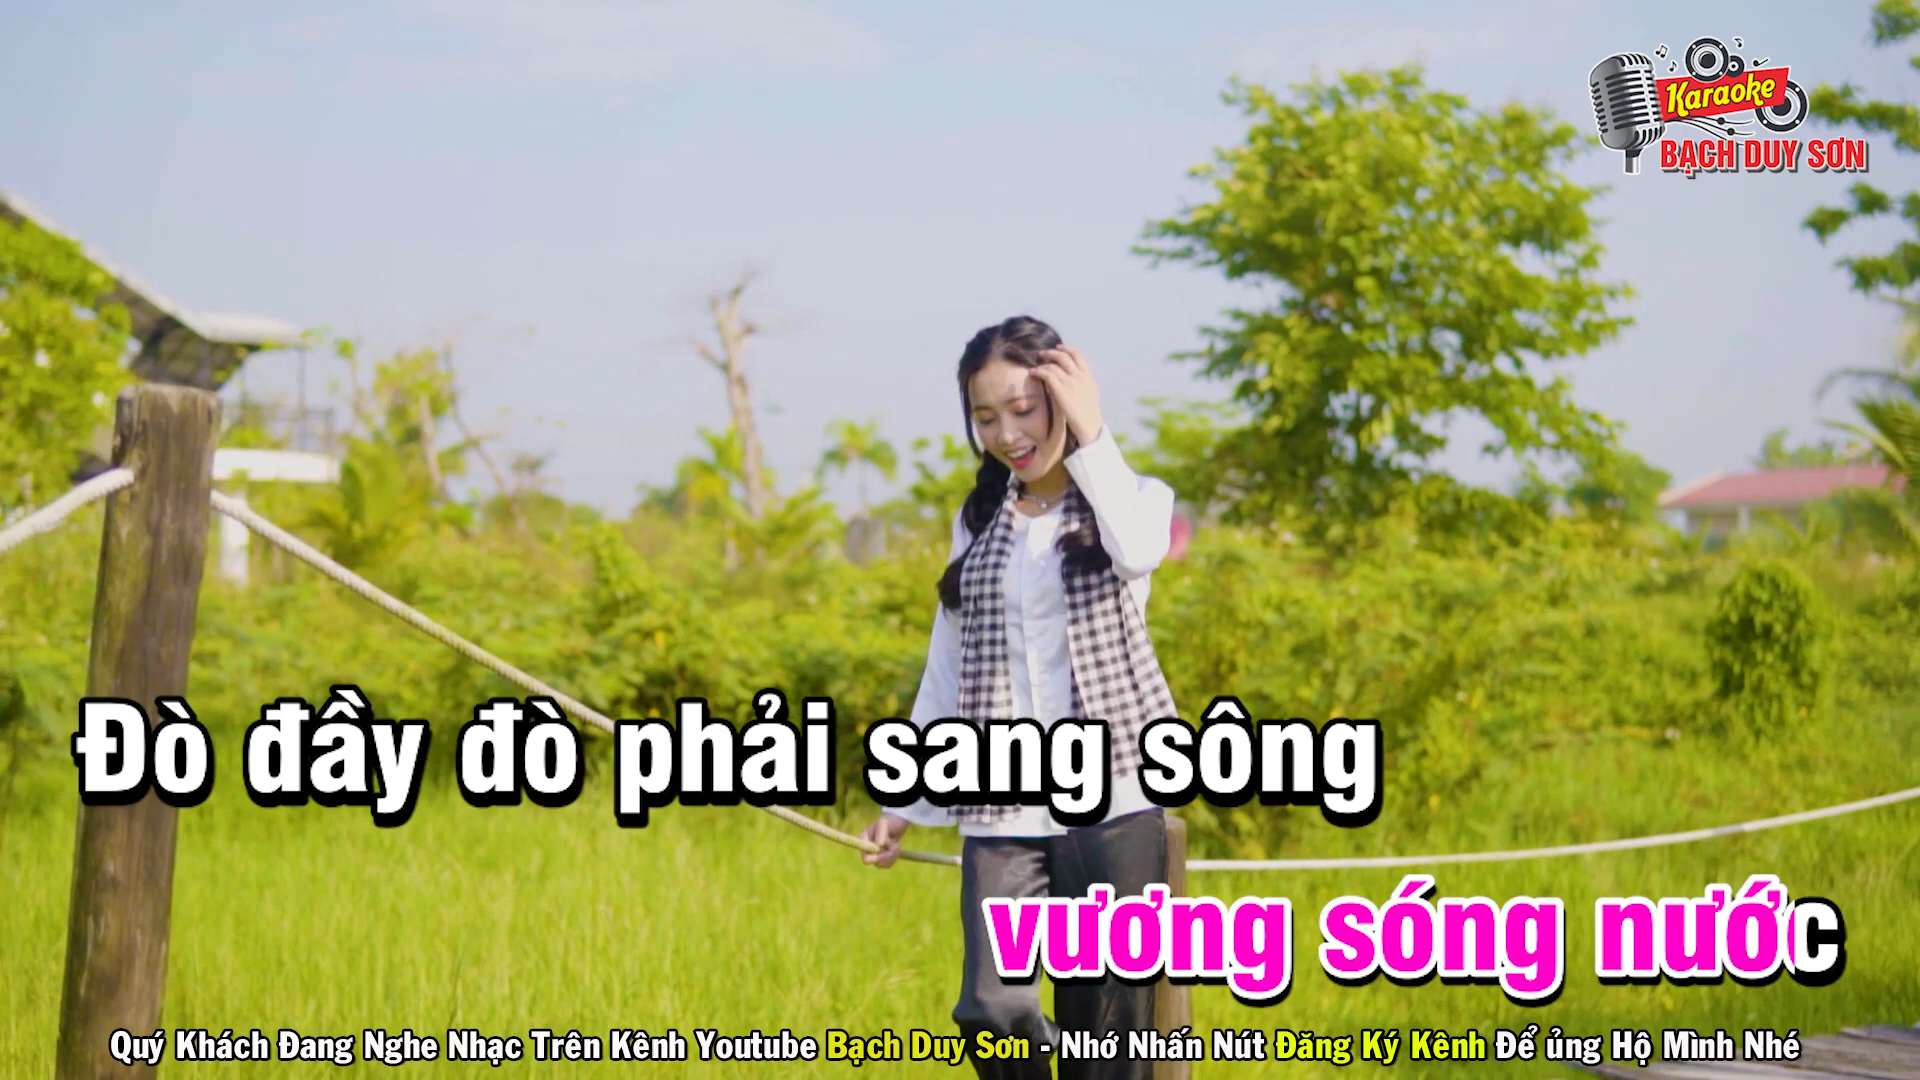 Karaoke
BẠCH DUY SƠN
Đò đầy đò phải sang sông
vương sóng nước
Quý Khách Đang Nghe Nhạc Trên Kênh Youtube Bạch Duy Sơn - Nhớ Nhấn Nút Đăng Ký Kênh Để ủng Hộ Mình Nhé